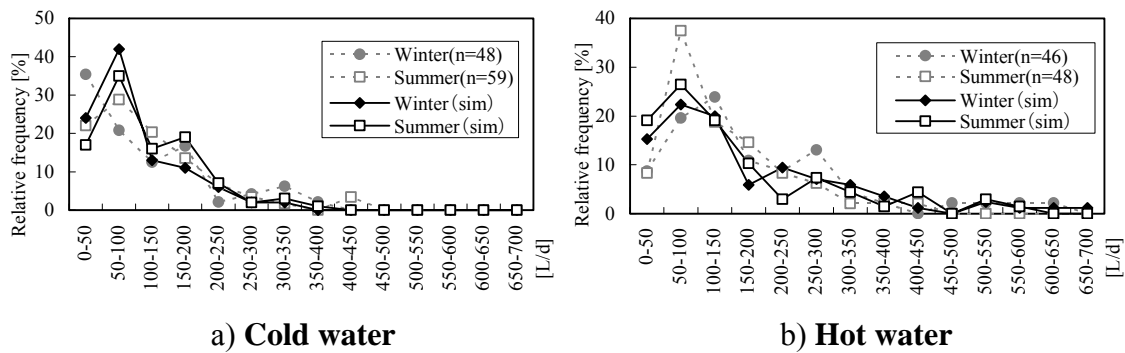 Relative frequency [%]
50
40
30
20
10
0
Winter(n=48)
Summer(n=59)
Winter(sim)
Summer(sim)
0-50
50-100
100-150
150-200
200-250
250-300
300-350
350-400
400-450
450-500
500-550
550-600
600-650
650-700
[L/d]
a) Cold water
Relative frequency [%]
40
30
20
10
0
Winter(n=46)
Summer(n=48)
Winter(sim)
Summer(sim)
0-50
50-100
100-150
150-200
200-250
250-300
300-350
350-400
400-450
450-500
500-550
550-600
600-650
650-700
[L/d]
b) Hot water